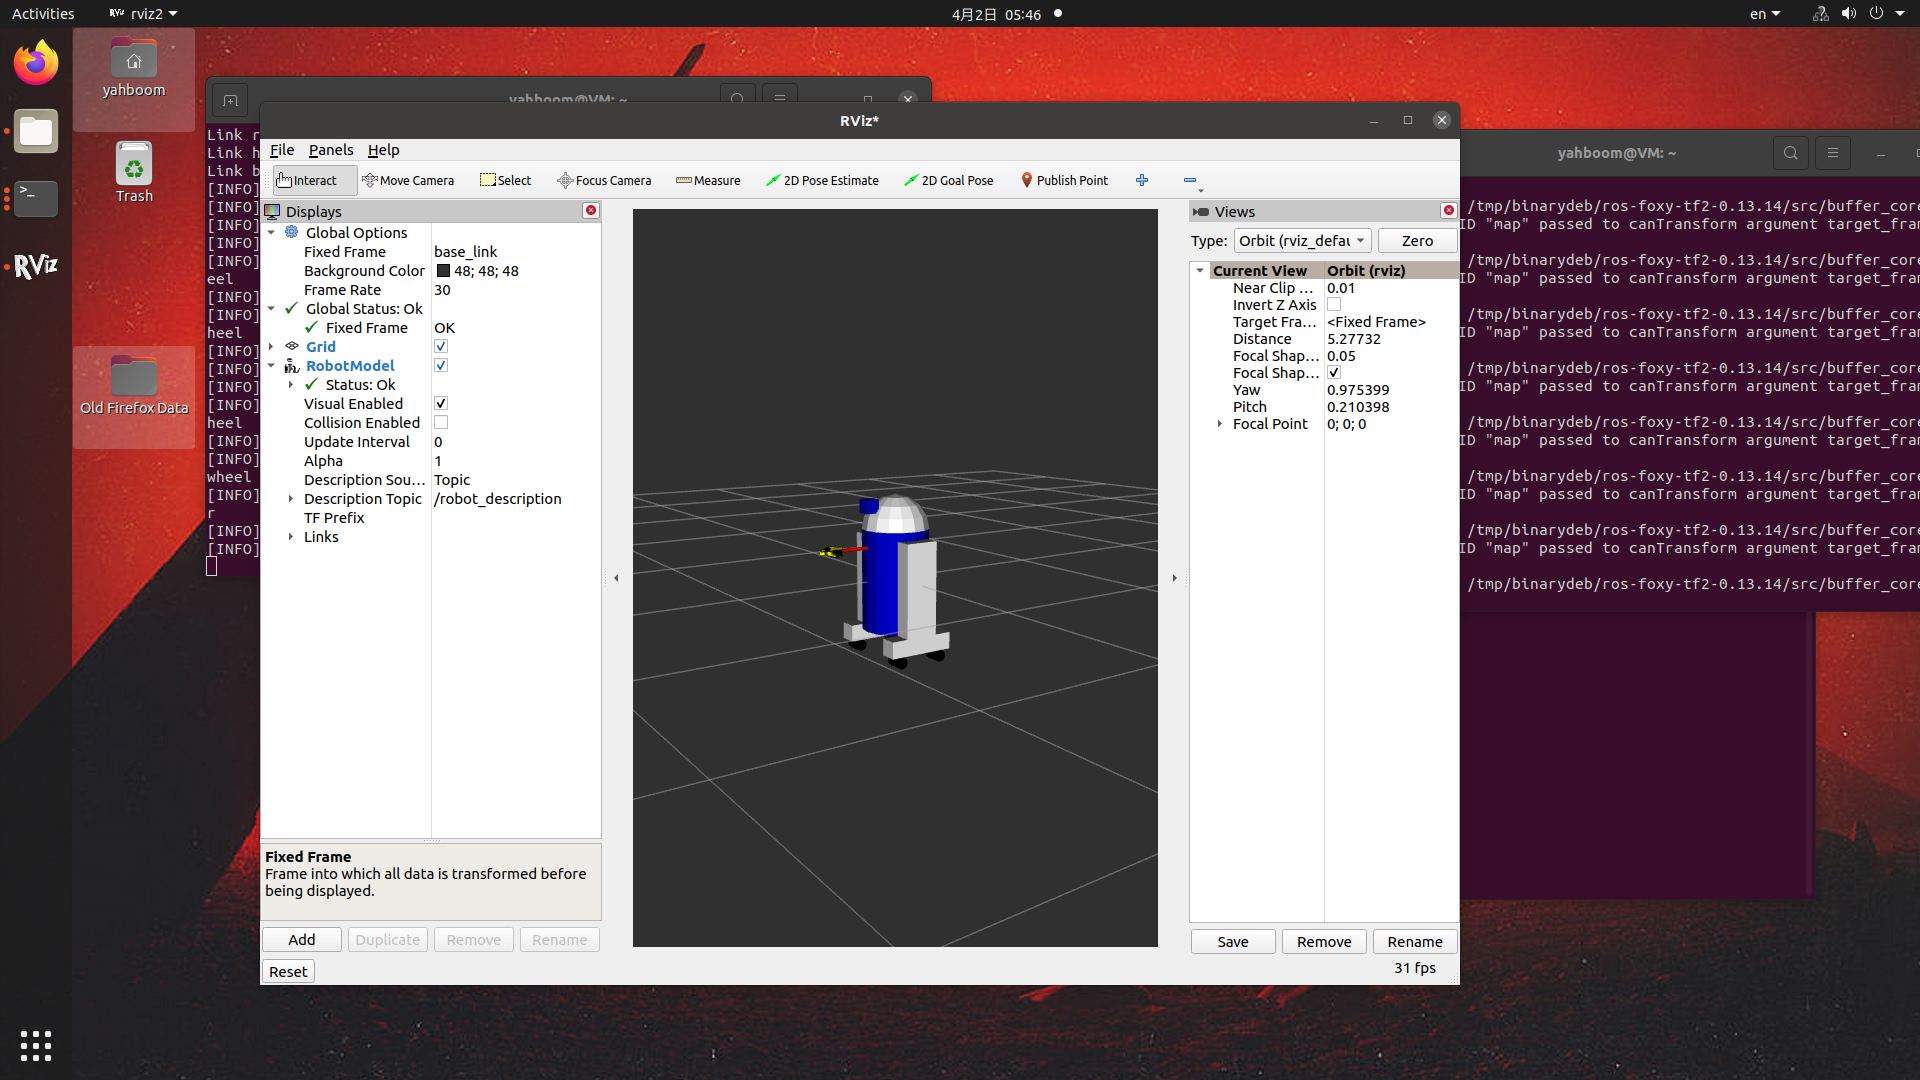 Activities
rviz2
4月2日 05:46
en
yahboom
Trash
Old Firefox Data
RViz
yahboom@VM: ~
Link r
Link h
Link b
[INFO]
[INFO]
[INFO]
[INFO]
[INFO]
eel
[INFO]
[INFO]
heel
[INFO]
[INFO]
[INFO]
[INFO]
heel
[INFO]
[INFO]
wheel
[INFO]
r
[INFO]
[INFO]
RViz*
File Panels Help
Interact Move Camera Select Focus Camera Measure 2D Pose Estimate 2D Goal Pose Publish Point
Displays
Global Options
Fixed Frame base_link
Background Color 48; 48; 48
Frame Rate 30
Global Status: Ok
Fixed Frame OK
Grid
RobotModel
Status: Ok
Visual Enabled
Collision Enabled
Update Interval 0
Alpha 1
Description Sou... Topic
Description Topic /robot_description
TF Prefix
Links
Fixed Frame
Frame into which all data is transformed before
being displayed.
Add Duplicate Remove Rename
Reset
Views
Type: Orbit (rviz_defau Zero
Current View Orbit (rviz)
Near Clip ... 0.01
Invert Z Axis
Target Fra... <Fixed Frame>
Distance 5.27732
Focal Shap... 0.05
Focal Shap...
Yaw 0.975399
Pitch 0.210398
Focal Point 0; 0; 0
Save Remove Rename
31 fps
yahboom@VM: ~
/tmp/binarydeb/ros-foxy-tf2-0.13.14/src/buffer_core
ID "map" passed to canTransform argument target_fra
/tmp/binarydeb/ros-foxy-tf2-0.13.14/src/buffer_core
ID "map" passed to canTransform argument target_fra
/tmp/binarydeb/ros-foxy-tf2-0.13.14/src/buffer_core
ID "map" passed to canTransform argument target_fra
/tmp/binarydeb/ros-foxy-tf2-0.13.14/src/buffer_core
ID "map" passed to canTransform argument target_fra
/tmp/binarydeb/ros-foxy-tf2-0.13.14/src/buffer_core
ID "map" passed to canTransform argument target_fra
/tmp/binarydeb/ros-foxy-tf2-0.13.14/src/buffer_core
ID "map" passed to canTransform argument target_fra
/tmp/binarydeb/ros-foxy-tf2-0.13.14/src/buffer_core
ID "map" passed to canTransform argument target_fra
/tmp/binarydeb/ros-foxy-tf2-0.13.14/src/buffer_core